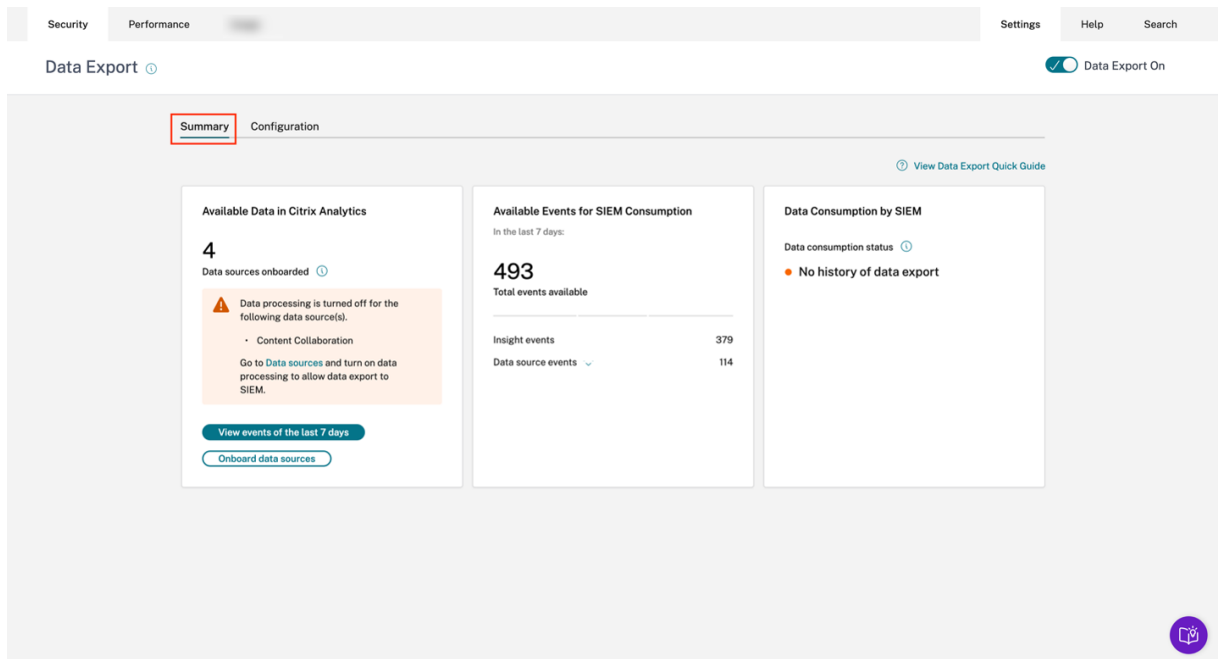 Security
Performance
Settings
Help
Search
Data Export
Data Export On
Summary
Configuration
View Data Export Quick Guide
Available Data in Citrix Analytics
4
Data sources onboarded
Data processing is turned off for the
following data source(s).
• Content Collaboration
Go to Data sources and turn on data
processing to allow data export to
SIEM.
View events of the last 7 days
Onboard data sources
Available Events for SIEM Consumption
In the last 7 days:
493
Total events available
Insight events 379
Data source events 114
Data Consumption by SIEM
Data consumption status
No history of data export